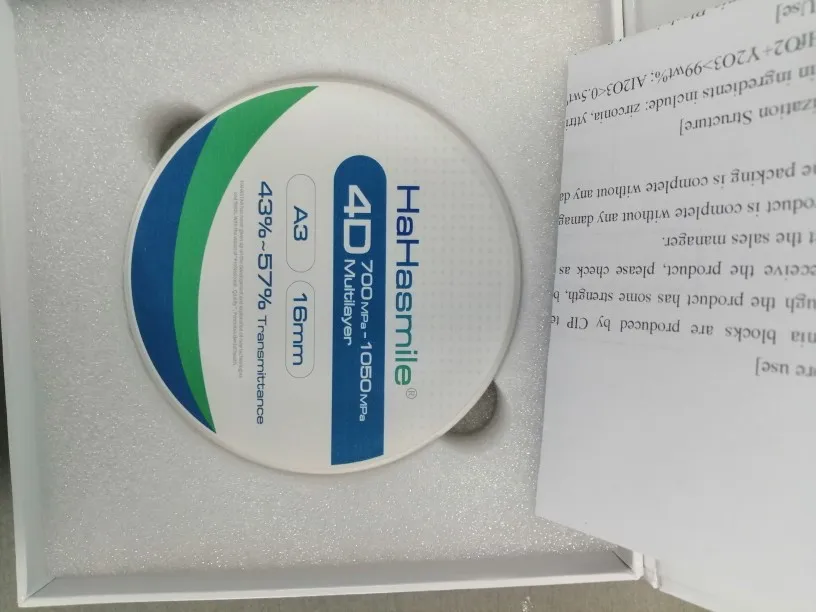 HaHasmile®
4D 700MPa - 1050MPa
Multilayer
A3 16mm
43%~57% Transmittance
re use]
nia blocks are produced by CIP
ugh the product has some strength,
ceive the product, please check as
t the sales manager.
roduct is complete without any damag
e packing is complete without any da
ization Structure]
in ingredients include: zirconia, yttri
HfO2+Y2O3>99wt%; Al2O3<0.5wt
Use]